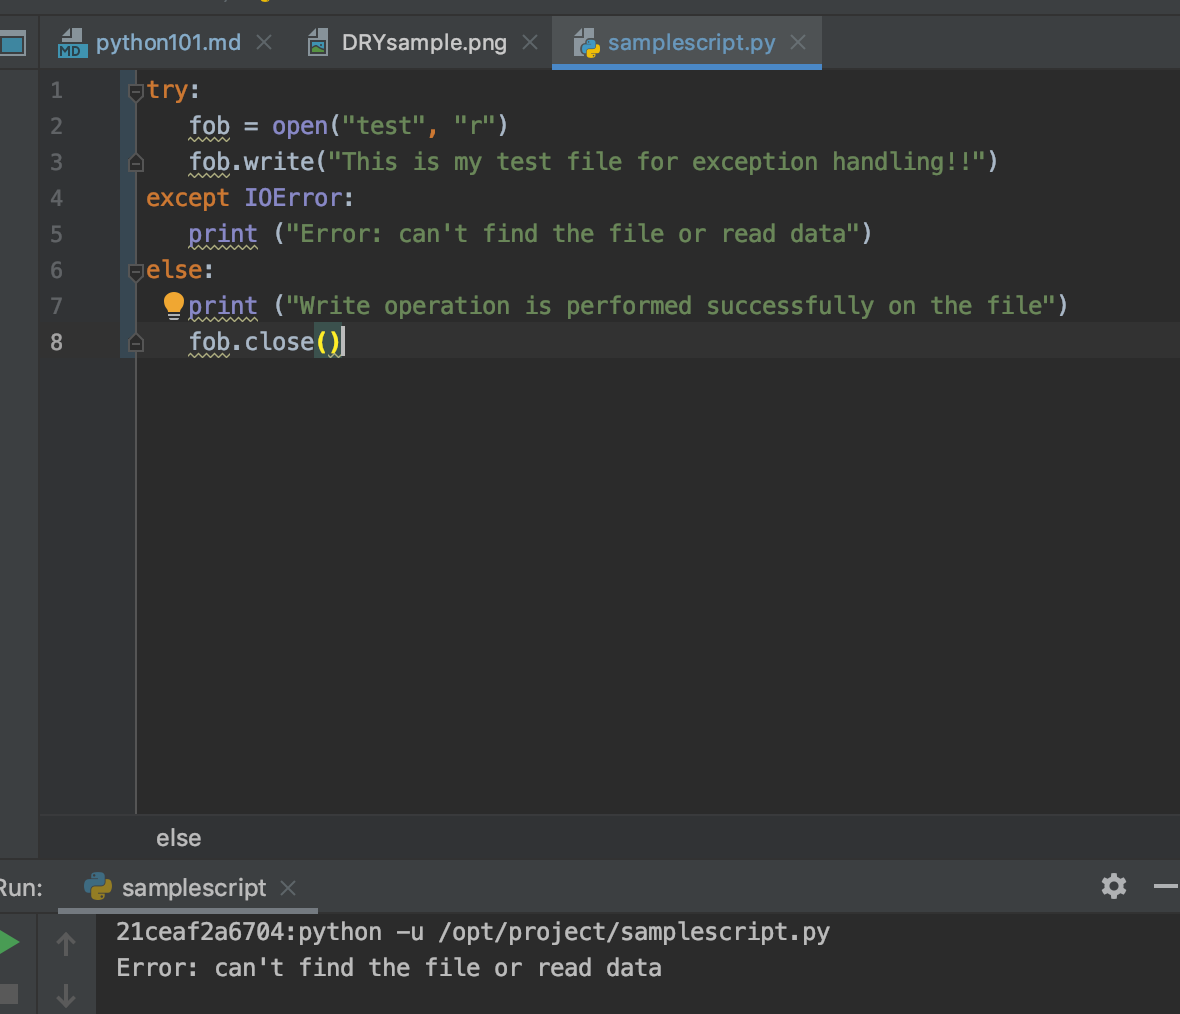 MD python101.md DRYsample.png samplescript.py
1 try:
2 fob = open("test", "r")
3 fob.write("This is my test file for exception handling!!")
4 except IOError:
5 print ("Error: can't find the file or read data")
6 else:
7 print ("Write operation is performed successfully on the file")
8 fob.close()
else
Run: samplescript
21ceaf2a6704:python -u /opt/project/samplescript.py
Error: can't find the file or read data